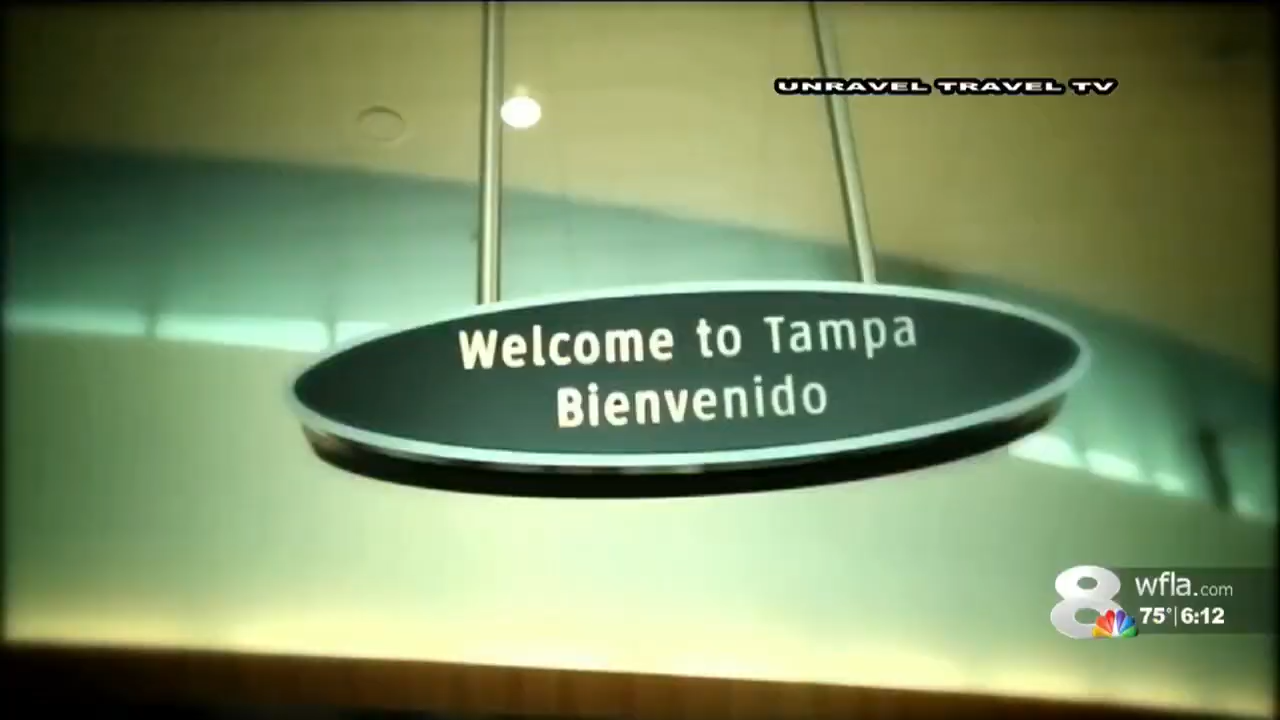 UNRAVEL TRAVEL TV
Welcome to Tampa
Bienvenido
8 wfla.com
75° 6:12